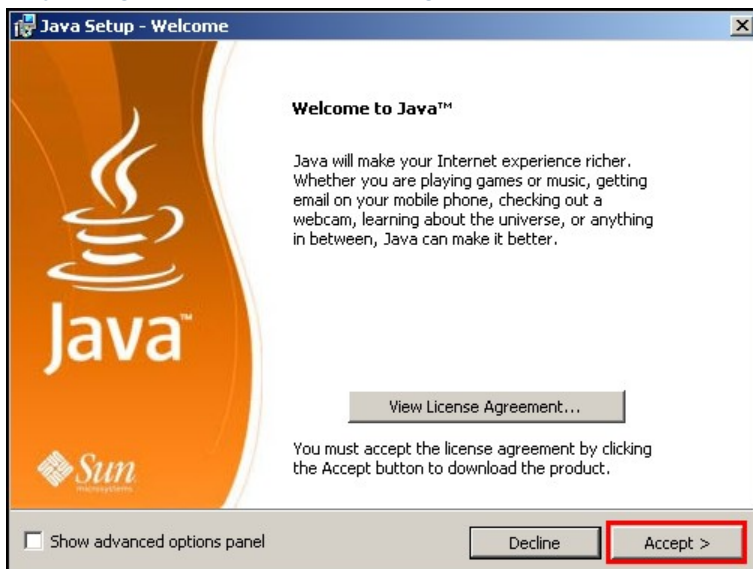 Java Setup - Welcome
Welcome to Java™
Java will make your Internet experience richer.
Whether you are playing games or music, getting
email on your mobile phone, checking out a
webcam, learning about the universe, or anything
in between, Java can make it better.
Java™
View License Agreement...
You must accept the license agreement by clicking
the Accept button to download the product.
Sun
microsystems
Show advanced options panel
Decline
Accept >